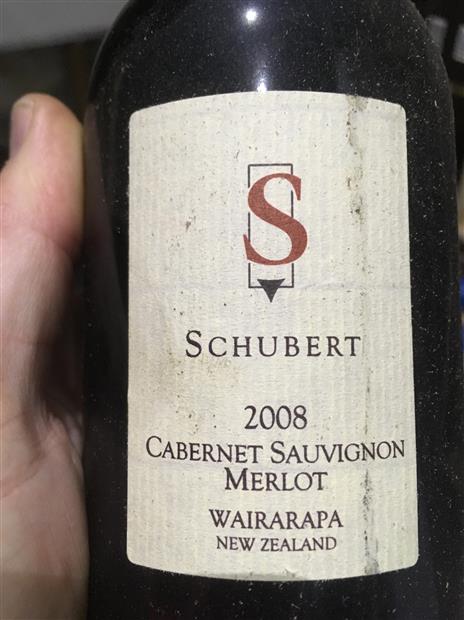 S
SCHUBERT
2008
CABERNET SAUVIGNON
MERLOT
WAIRARAPA
NEW ZEALAND